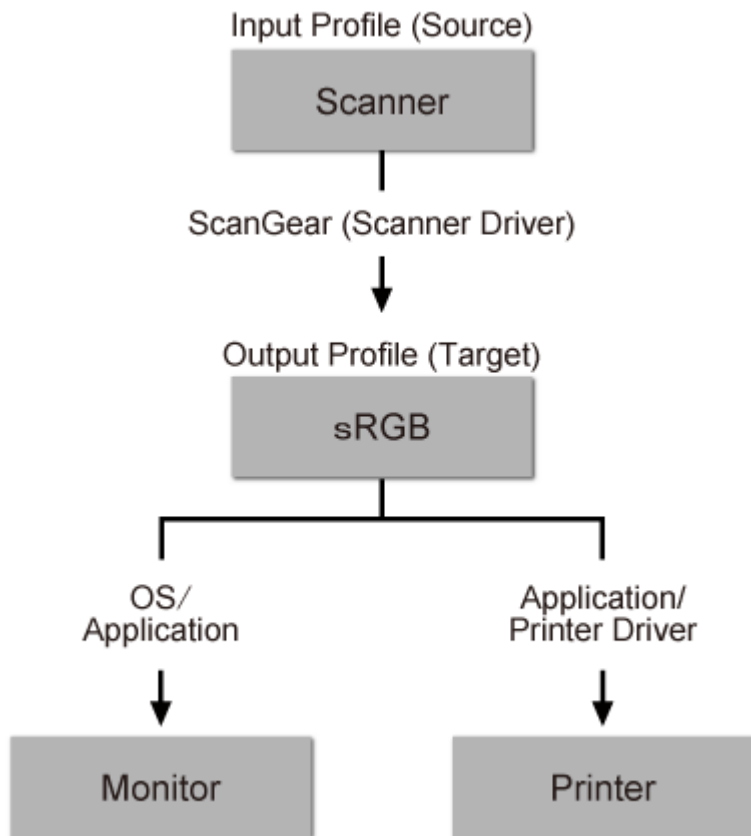 Input Profile (Source)
Scanner
ScanGear (Scanner Driver)
Output Profile (Target)
sRGB
OS/
Application
Application/
Printer Driver
Monitor
Printer